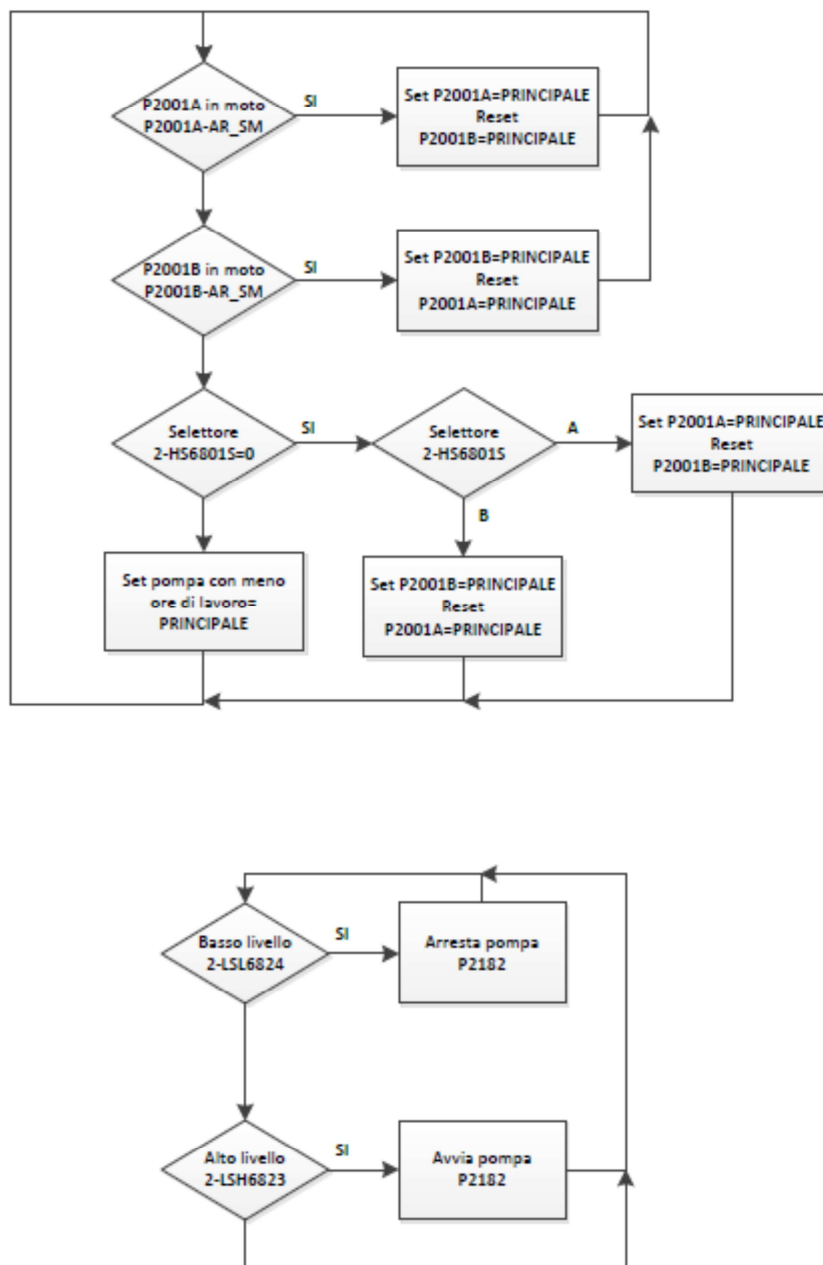 P2001A in moto
P2001A-AR_SM
SI
Set P2001A=PRINCIPALE
Reset
P2001B=PRINCIPALE
P2001B in moto
P2001B-AR_SM
SI
Set P2001B=PRINCIPALE
Reset
P2001A=PRINCIPALE
Selettore
2-HS6801S=0
SI
Selettore
2-HS6801S
A
Set P2001A=PRINCIPALE
Reset
P2001B=PRINCIPALE
B
Set pompa con meno
ore di lavoro=
PRINCIPALE
Set P2001B=PRINCIPALE
Reset
P2001A=PRINCIPALE
Basso livello
2-LSL6824
SI
Arresta pompa
P2182
Alto livello
2-LSH6823
SI
Avvia pompa
P2182